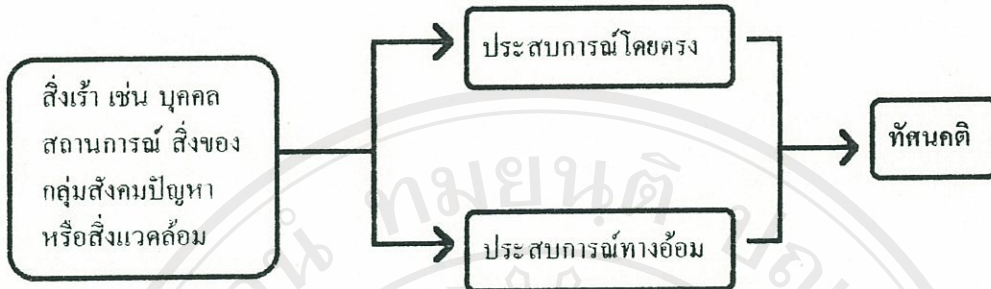 ประสบการณ์โดยตรง
สิ่งเร้า เช่น บุคคล
สถานการณ์ สิ่งของ
กลุ่มสังคมปัญหา
หรือสิ่งแวดล้อม
ทัศนคติ
ประสบการณ์ทางอ้อม